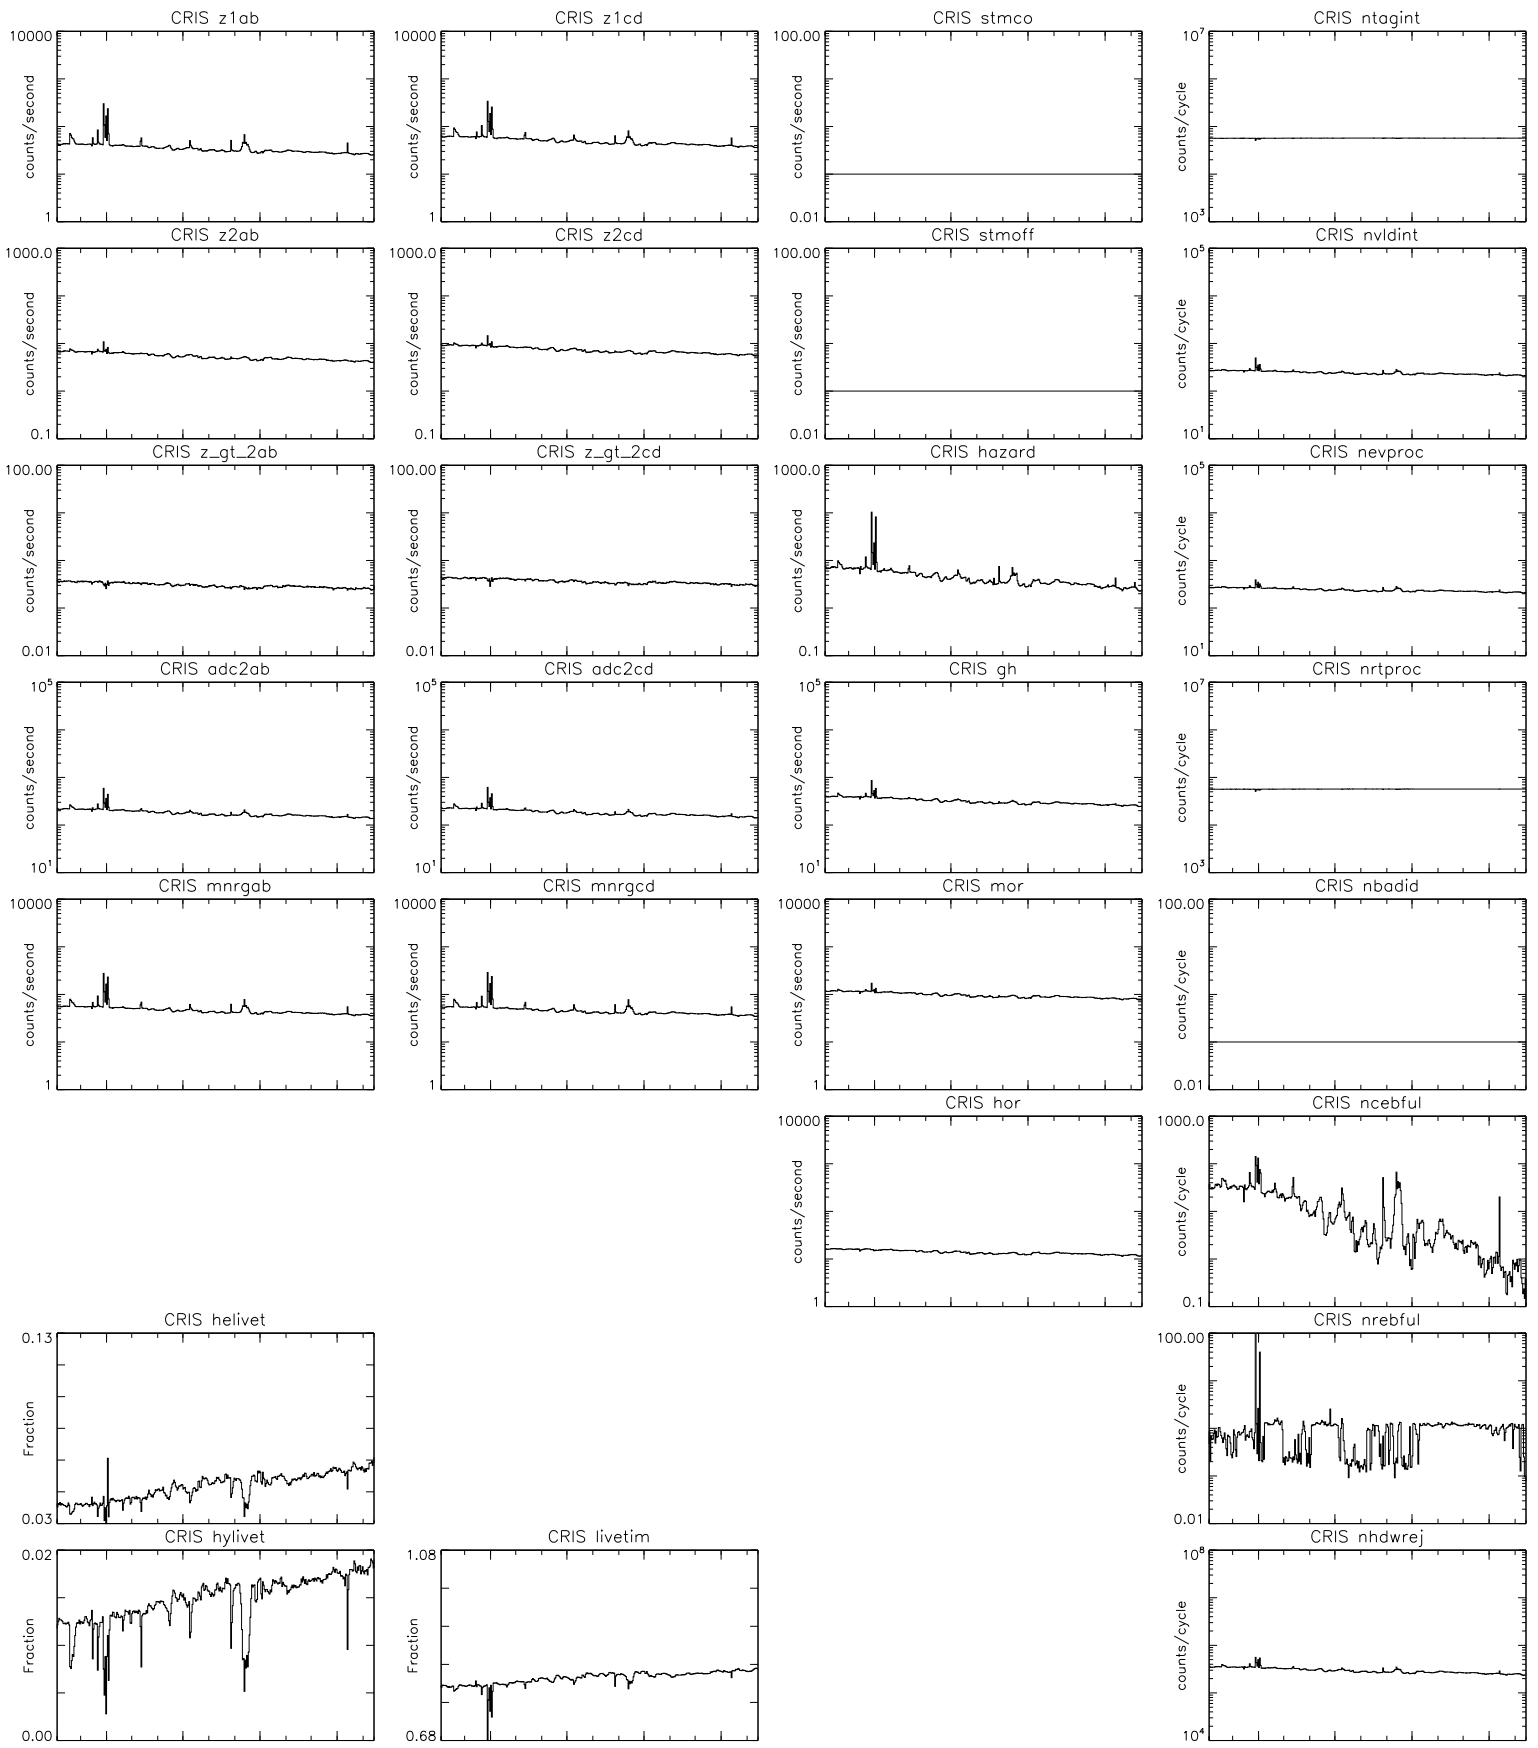 CRIS z1ab
10000
counts/second
1
CRIS z1cd
10000
counts/second
1
CRIS stmco
100.00
counts/second
0.01
CRIS ntagint
10^7
counts/cycle
10^3
CRIS z2ab
1000.0
counts/second
0.1
CRIS z2cd
1000.0
counts/second
0.1
CRIS stmoff
100.00
counts/second
0.01
CRIS nvldint
10^5
counts/cycle
10^1
CRIS z_gt_2ab
100.00
counts/second
0.01
CRIS z_gt_2cd
100.00
counts/second
0.01
CRIS hazard
1000.0
counts/second
0.1
CRIS nevproc
10^5
counts/cycle
10^1
CRIS adc2ab
10^5
counts/second
10^1
CRIS adc2cd
10^5
counts/second
10^1
CRIS gh
10^5
counts/second
10^1
CRIS nrtproc
10^7
counts/cycle
10^3
CRIS mnrgab
10000
counts/second
1
CRIS mnrgcd
10000
counts/second
1
CRIS mor
10000
counts/second
1
CRIS nbadid
100.00
counts/cycle
0.01
CRIS hor
10000
counts/second
1
CRIS ncebful
1000.0
counts/cycle
0.1
CRIS helivet
0.13
Fraction
0.03
CRIS nrebful
100.00
counts/cycle
0.01
CRIS hylivet
0.02
Fraction
0.00
CRIS livetim
1.08
Fraction
0.68
CRIS nhdwrej
10^8
counts/cycle
10^4